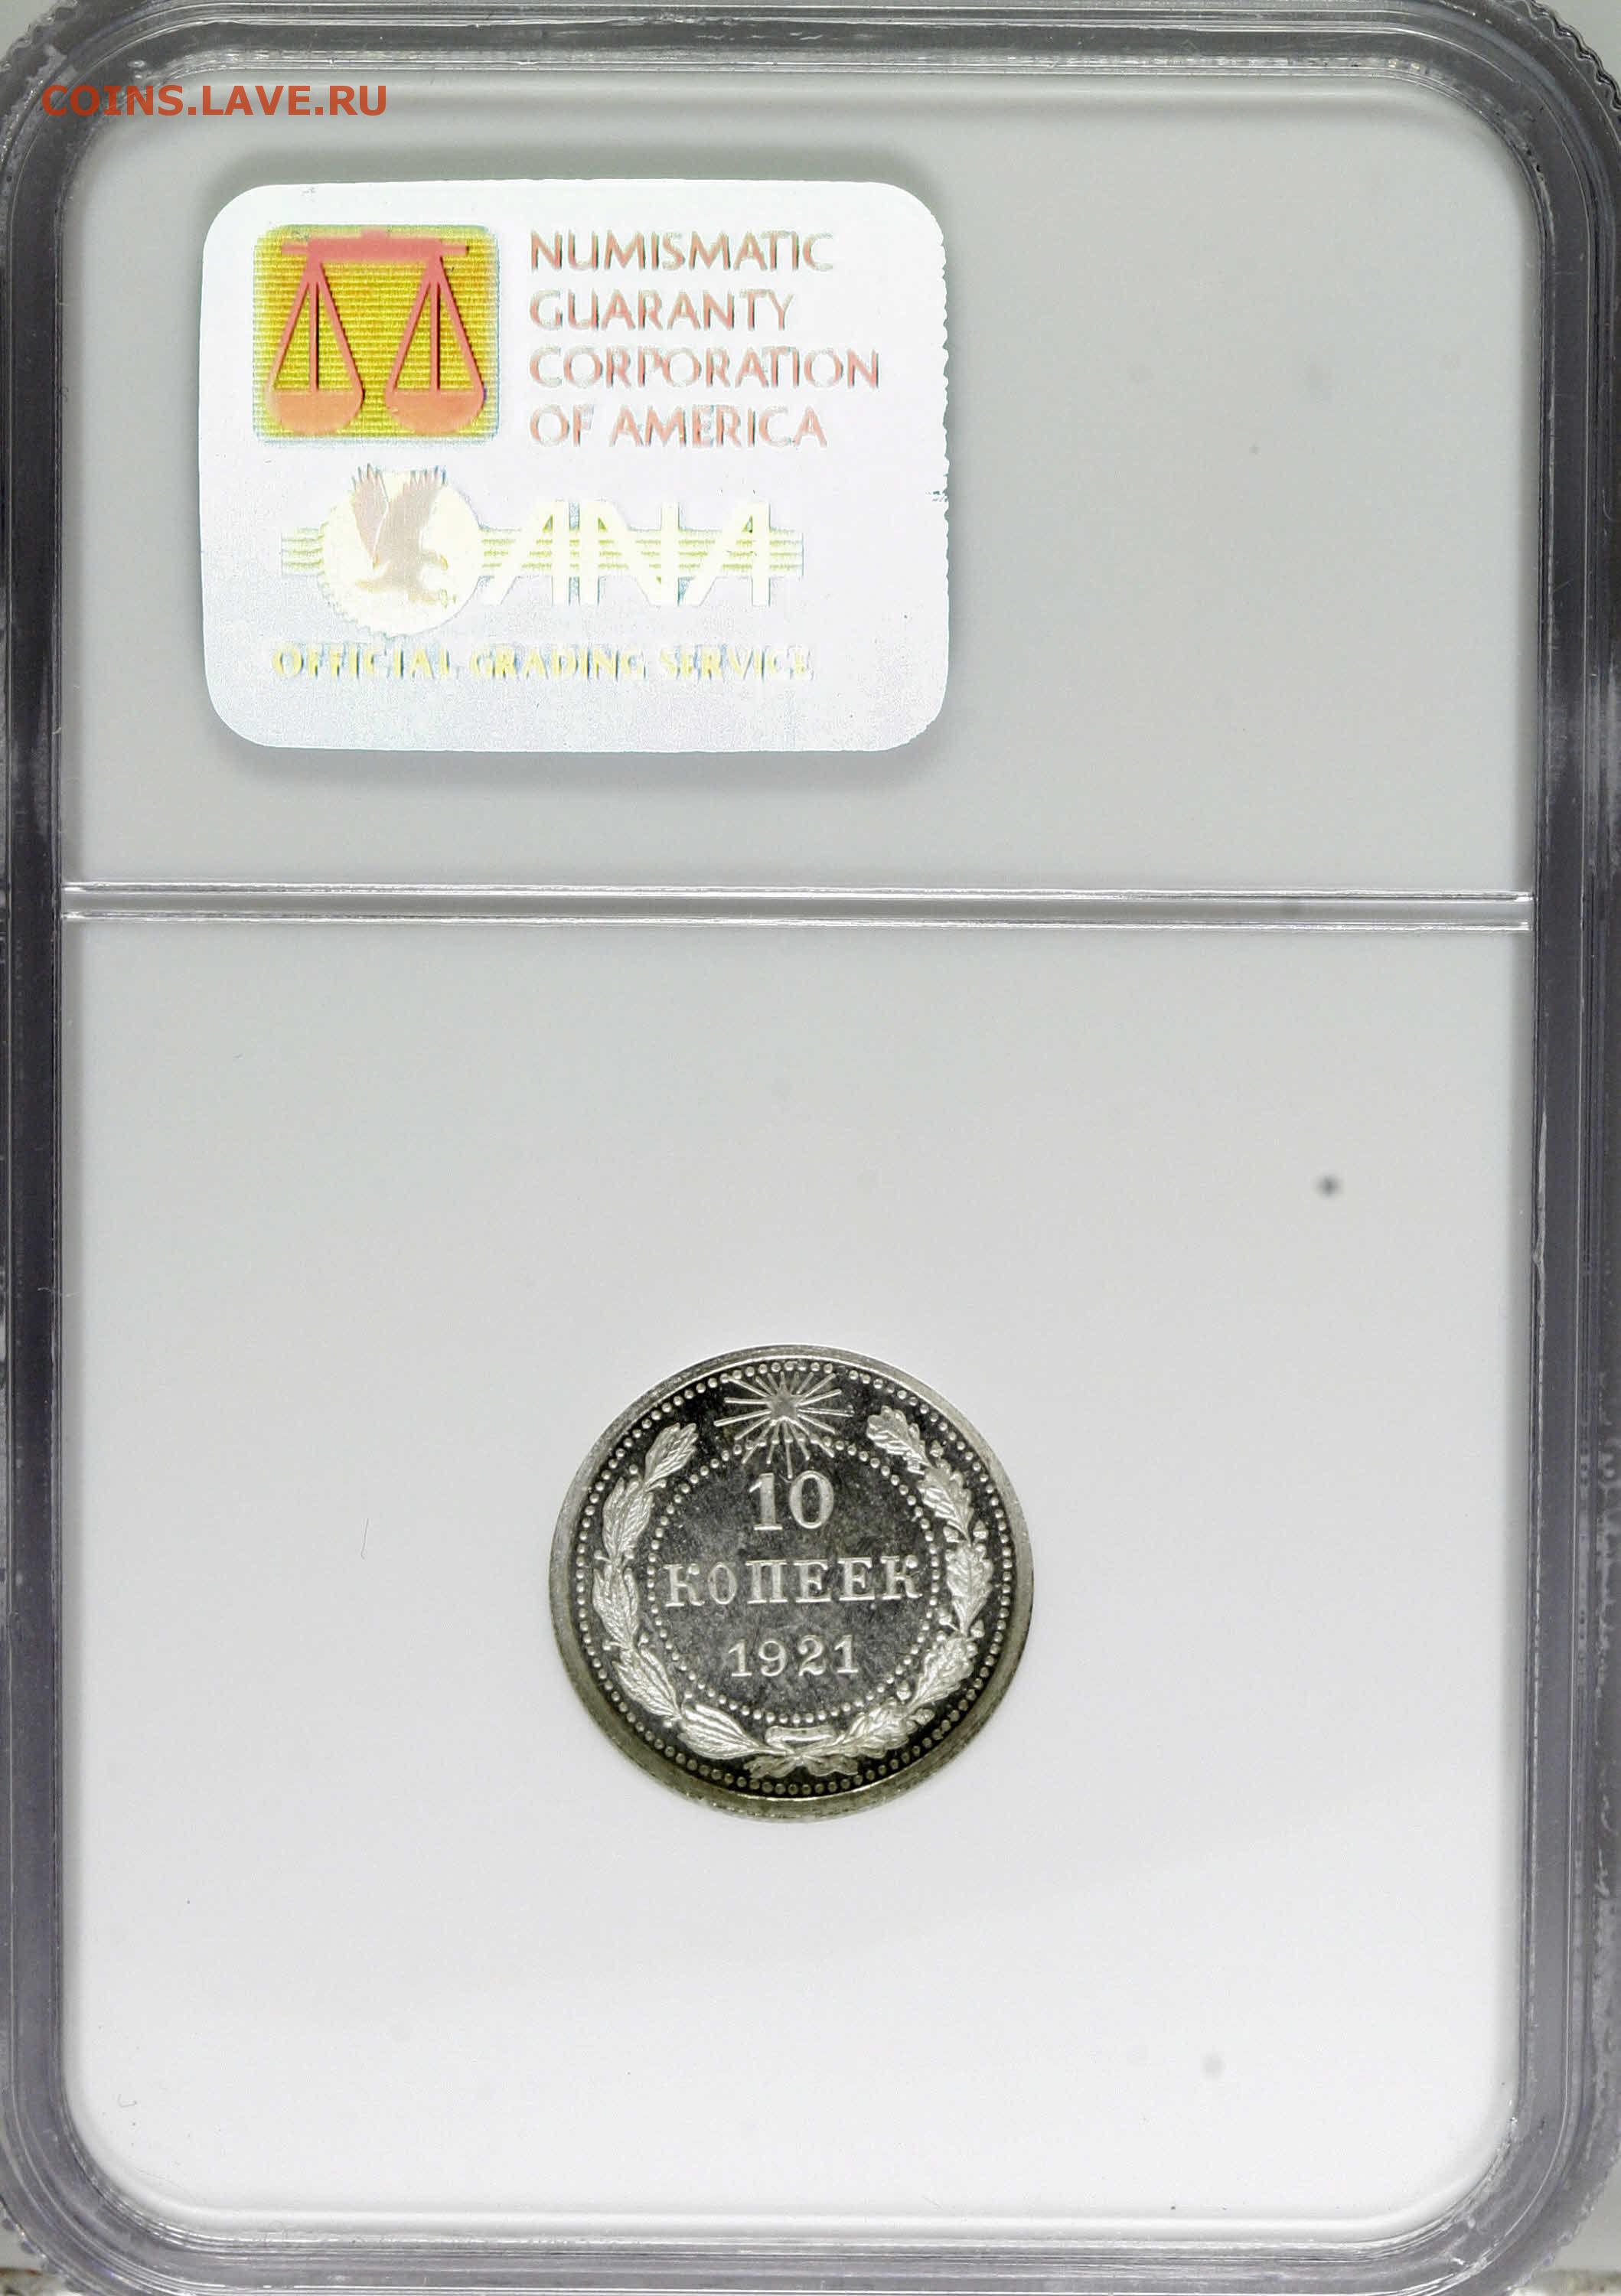 COINS.LAVE.RU
NUMISMATIC
GUARANTY
CORPORATION
OF AMERICA
ANA
OFFICIAL GRADING SERVICE
10
КОПЕЕК
1921